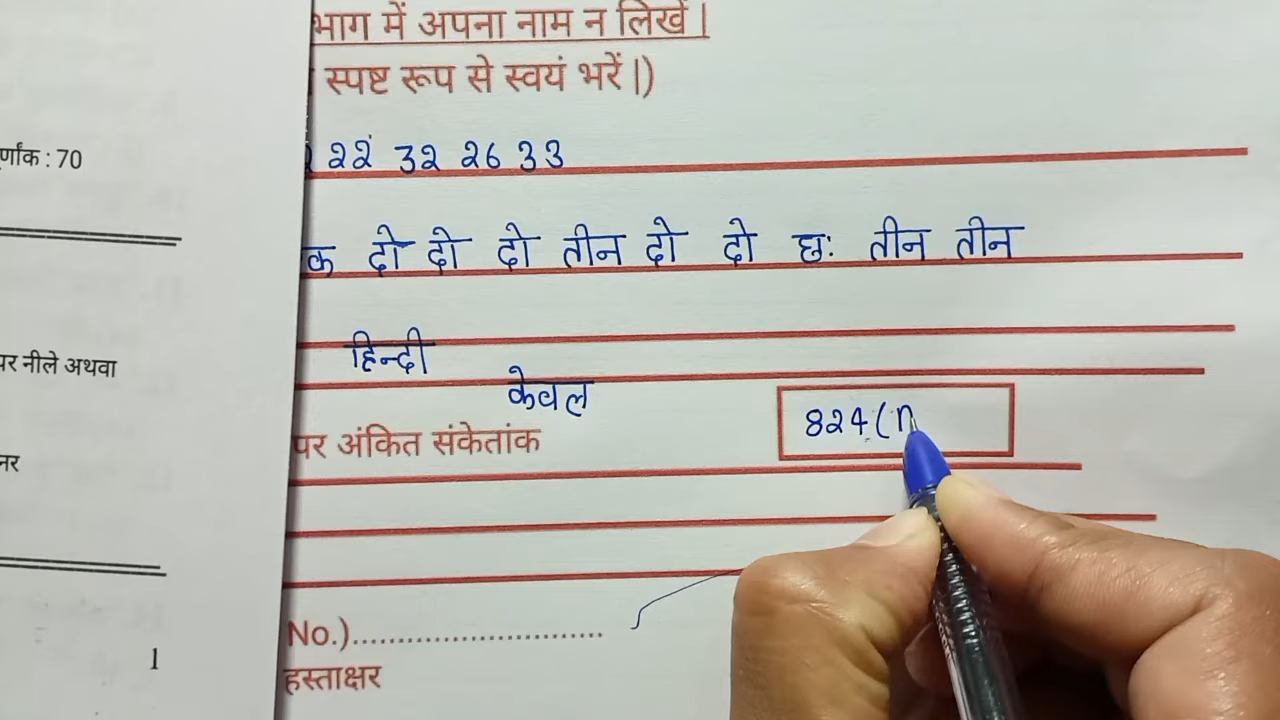 भाग में अपना नाम न लिखें।
स्पष्ट रूप से स्वयं भरें।)
र्णांक : 70
22 32 26 33
क दो दो दो तीन दो दो छः तीन तीन
हिन्दी
पर नीले अथवा
केवल
824(n
पर अंकित संकेतांक
नर
No.)............................
1
हस्ताक्षर